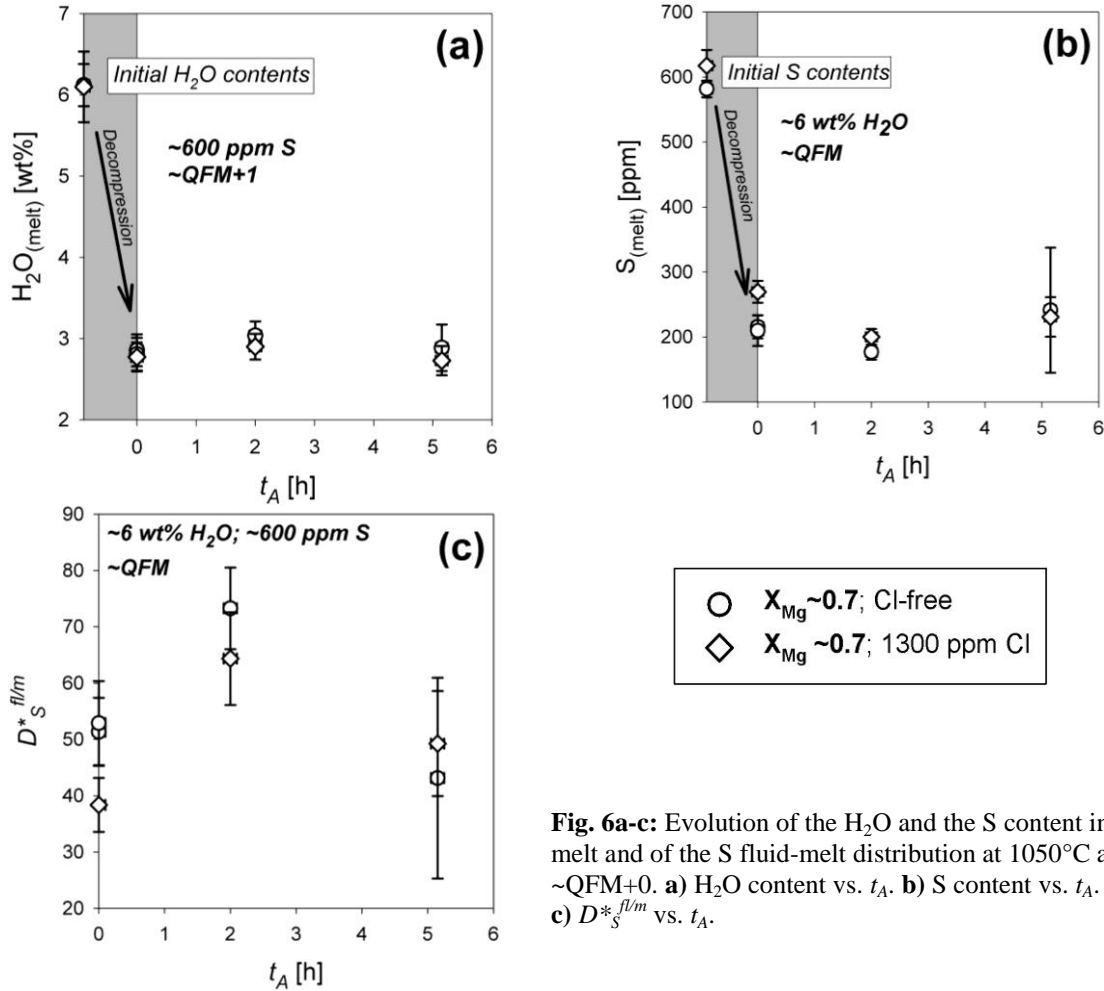 (a)
7
6
5
4
3
2
H2O(melt) [wt%]
Initial H2O contents
Decompression
~600 ppm S
~QFM+1
0 1 2 3 4 5 6
tA [h]
(b)
700
600
500
400
300
200
100
S(melt) [ppm]
Initial S contents
Decompression
~6 wt% H2O
~QFM
0 1 2 3 4 5 6
tA [h]
(c)
90
80
70
60
50
40
30
20
D*S fl/m
~6 wt% H2O; ~600 ppm S
~QFM
0 1 2 3 4 5 6
tA [h]
XMg~0.7; Cl-free
XMg ~0.7; 1300 ppm Cl
Fig. 6a-c: Evolution of the H2O and the S content in
melt and of the S fluid-melt distribution at 1050°C a
~QFM+0. a) H2O content vs. tA. b) S content vs. tA.
c) D*S fl/m vs. tA.